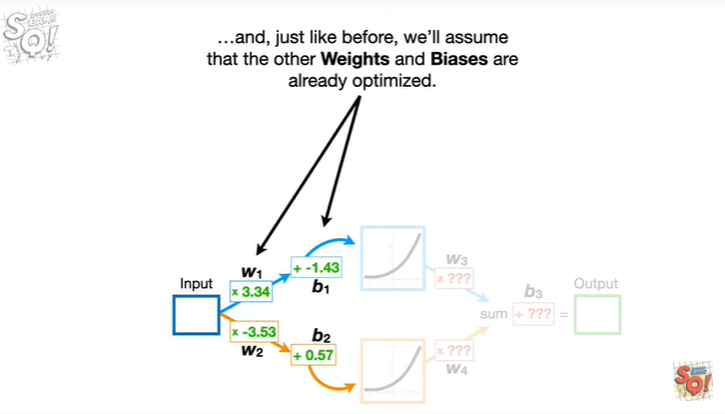 ...and, just like before, we'll assume
that the other Weights and Biases are
already optimized.
W1
+ -1.43
b1
Input
x 3.34
x -3.53
W2
b2
+ 0.57
W3
x ???
b3
Output
sum + ??? =
x ???
W4
SQ!